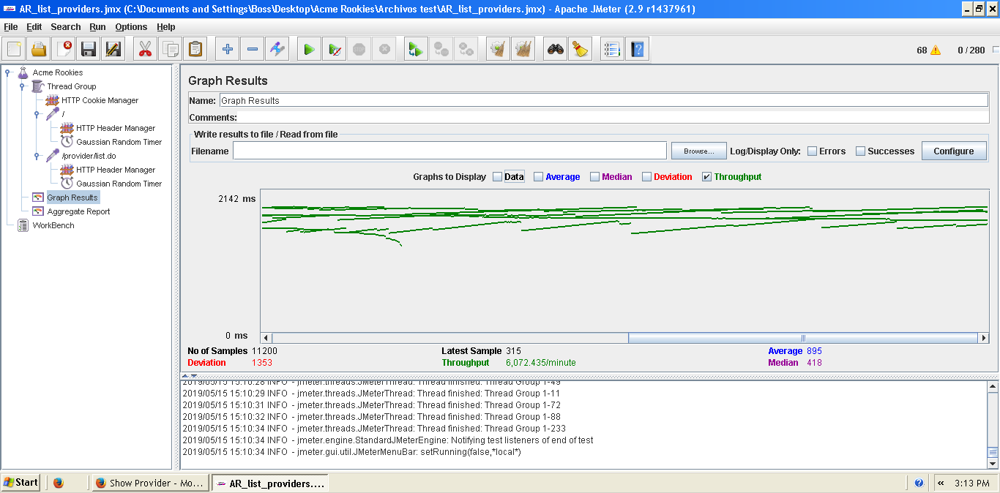 AR_list_providers.jmx (C:\Documents and Settings\Boss\Desktop\Acme Rookies\Archivos test\AR_list_providers.jmx) - Apache JMeter (2.9 r1437961)
File Edit Search Run Options Help
68 0 / 280
Acme Rookies
Thread Group
HTTP Cookie Manager
/
HTTP Header Manager
Gaussian Random Timer
/provider/list.do
HTTP Header Manager
Gaussian Random Timer
Graph Results
Aggregate Report
WorkBench
Graph Results
Name: Graph Results
Comments:
Write results to file / Read from file
Filename Browse... Log/Display Only: Errors Successes Configure
Graphs to Display Data Average Median Deviation Throughput
2142 ms
0 ms
No of Samples 11200 Latest Sample 315 Average 895
Deviation 1353 Throughput 6,072.435/minute Median 418
2019/05/15 15:10:28 INFO - jmeter.threads.JMeterThread: Thread finished: Thread Group 1-49
2019/05/15 15:10:29 INFO - jmeter.threads.JMeterThread: Thread finished: Thread Group 1-11
2019/05/15 15:10:31 INFO - jmeter.threads.JMeterThread: Thread finished: Thread Group 1-72
2019/05/15 15:10:32 INFO - jmeter.threads.JMeterThread: Thread finished: Thread Group 1-88
2019/05/15 15:10:34 INFO - jmeter.threads.JMeterThread: Thread finished: Thread Group 1-233
2019/05/15 15:10:34 INFO - jmeter.engine.StandardJMeterEngine: Notifying test listeners of end of test
2019/05/15 15:10:34 INFO - jmeter.gui.util.JMeterMenuBar: setRunning(false,*local*)
Start Show Provider - Mo... AR_list_providers.... « 3:13 PM